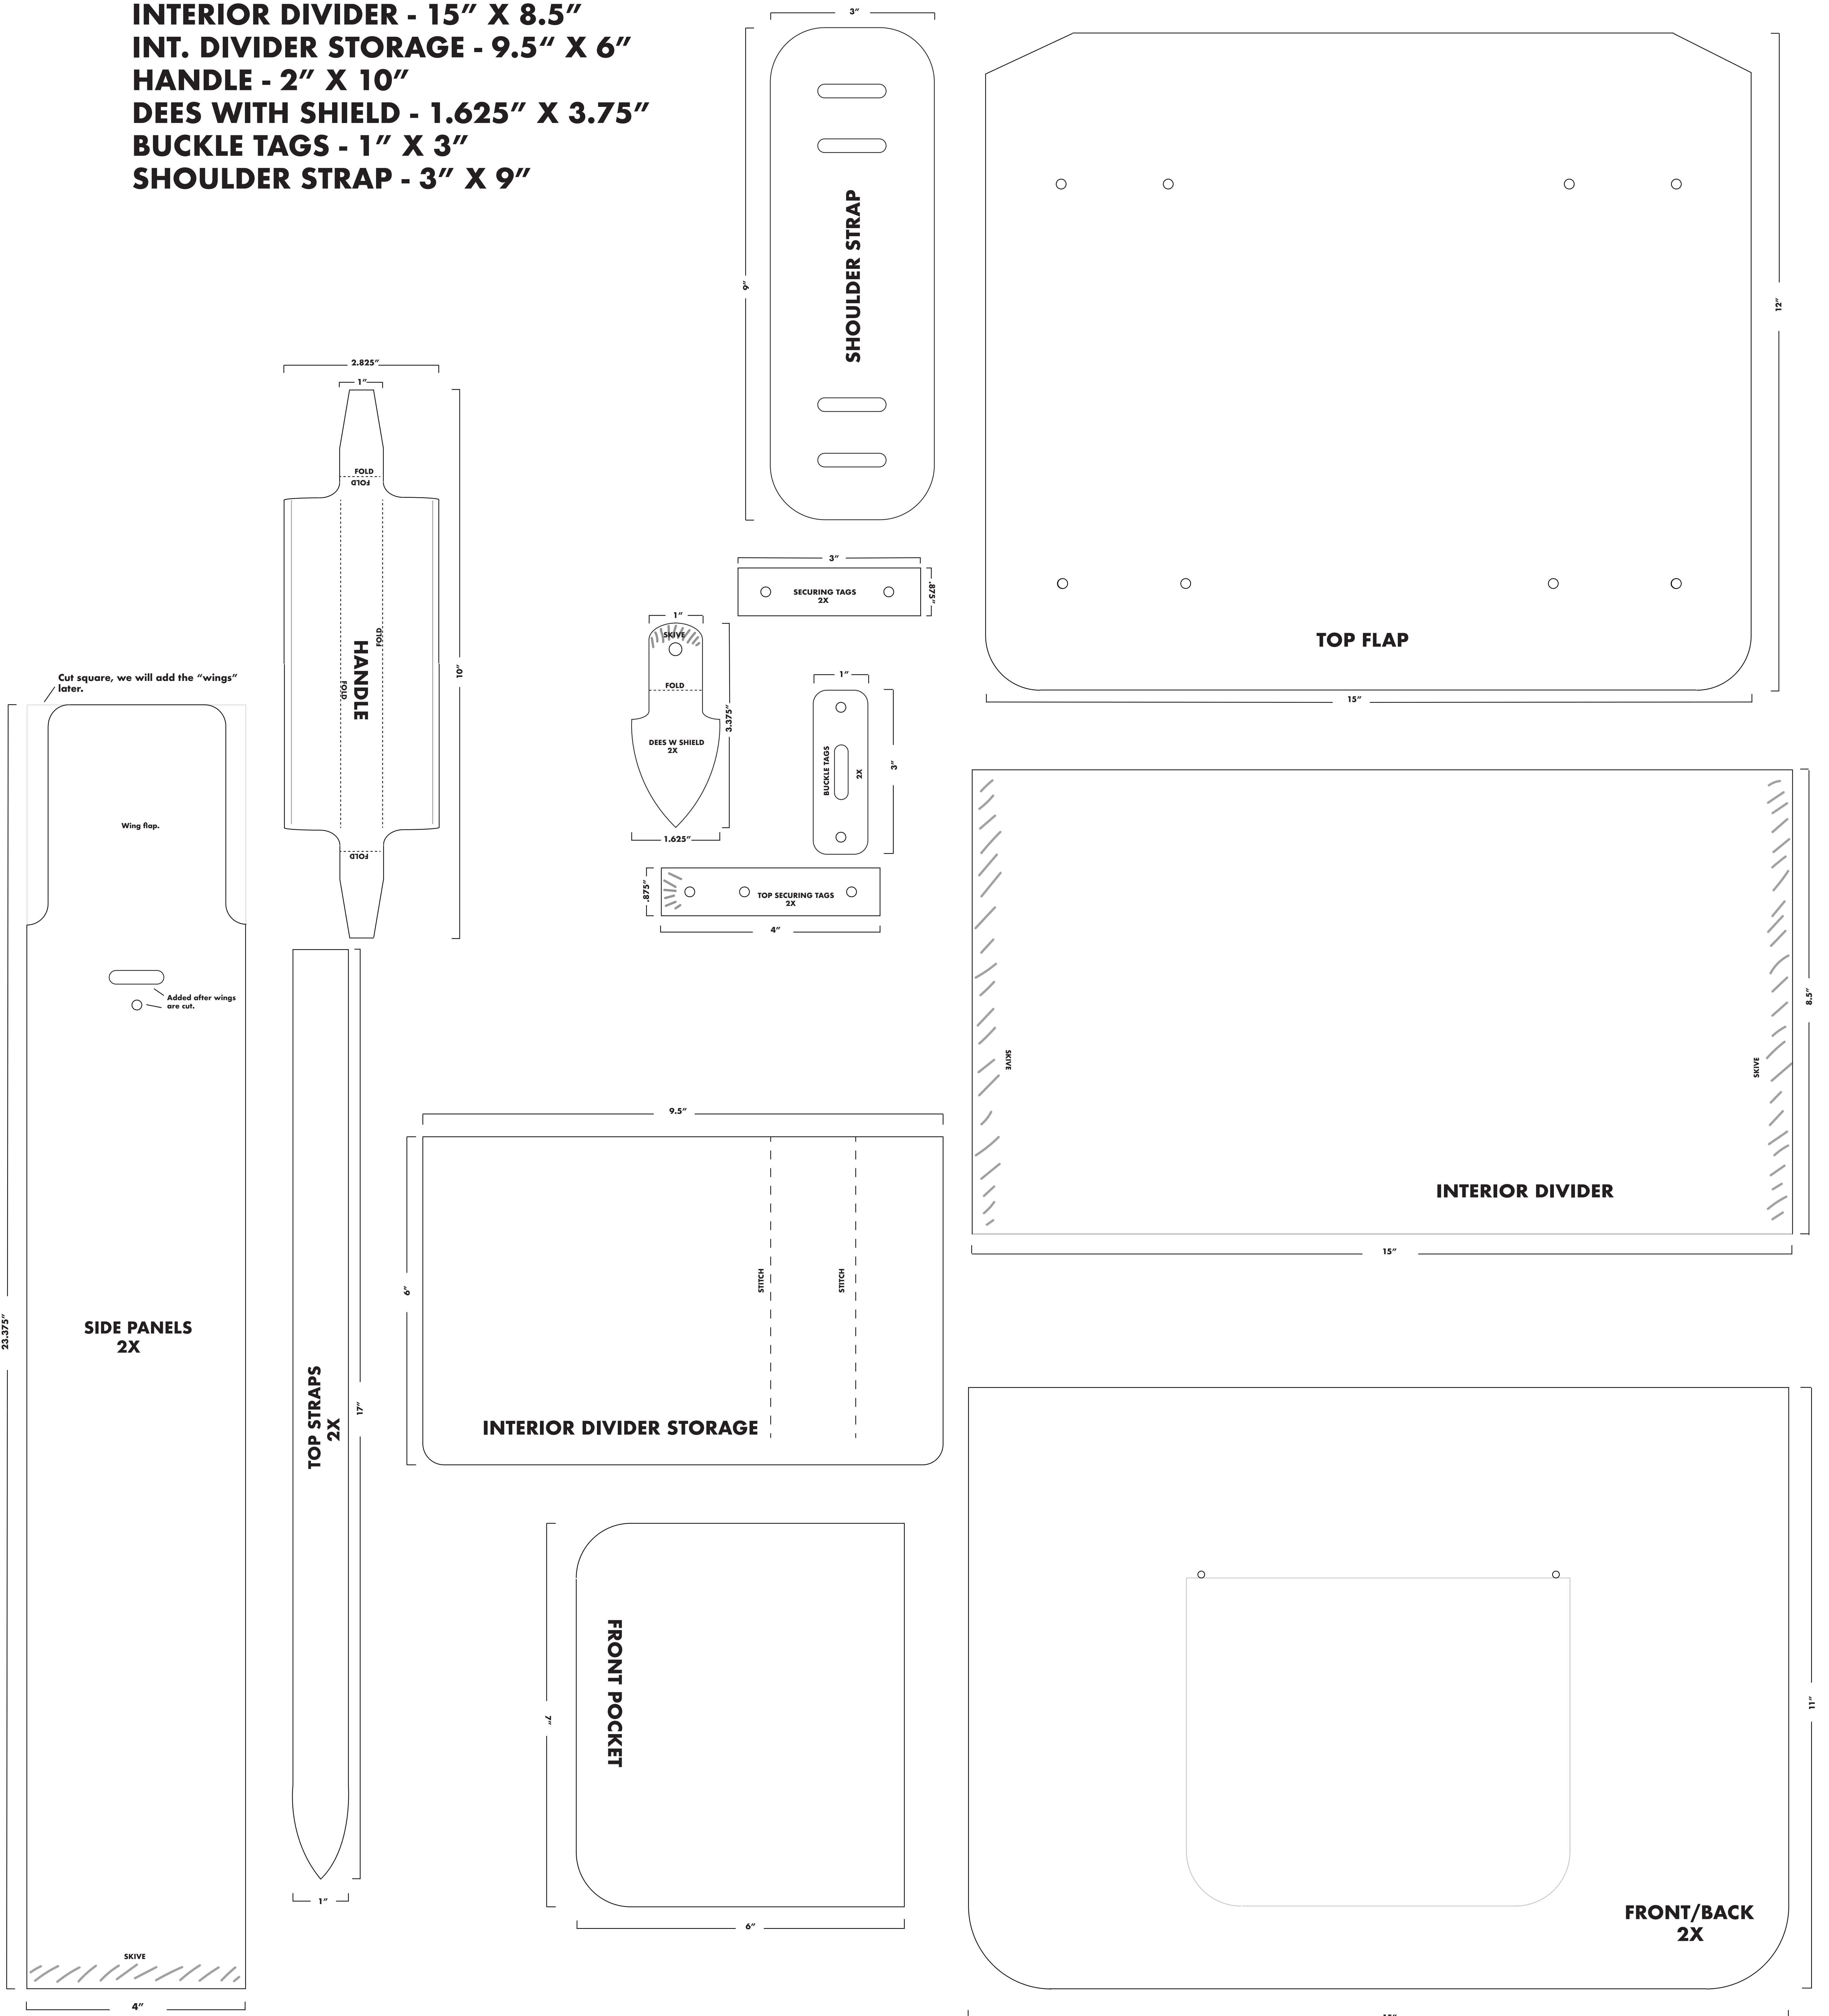 INTERIOR DIVIDER - 15” X 8.5”
INT. DIVIDER STORAGE - 9.5“ X 6”
HANDLE - 2” X 10”
DEES WITH SHIELD - 1.625” X 3.75”
BUCKLE TAGS - 1” X 3”
SHOULDER STRAP - 3” X 9”
3”
9”
SHOULDER STRAP
12”
TOP FLAP
15”
2.825”
1”
FOLD
FOLD
10”
HANDLE
FOLD
FOLD
FOLD
3”
SECURING TAGS
2X
.875”
1”
SKIVE
FOLD
3.375”
DEES W SHIELD
2X
1.625”
1”
BUCKLE TAGS
2X
3”
.875”
TOP SECURING TAGS
2X
4”
Cut square, we will add the “wings”
later.
Wing flap.
Added after wings
are cut.
23.375”
SIDE PANELS
2X
SKIVE
4”
TOP STRAPS
2X
17”
1”
9.5”
6”
STITCH
STITCH
INTERIOR DIVIDER STORAGE
SKIVE
SKIVE
8.5”
INTERIOR DIVIDER
15”
7”
FRONT POCKET
6”
11”
FRONT/BACK
2X